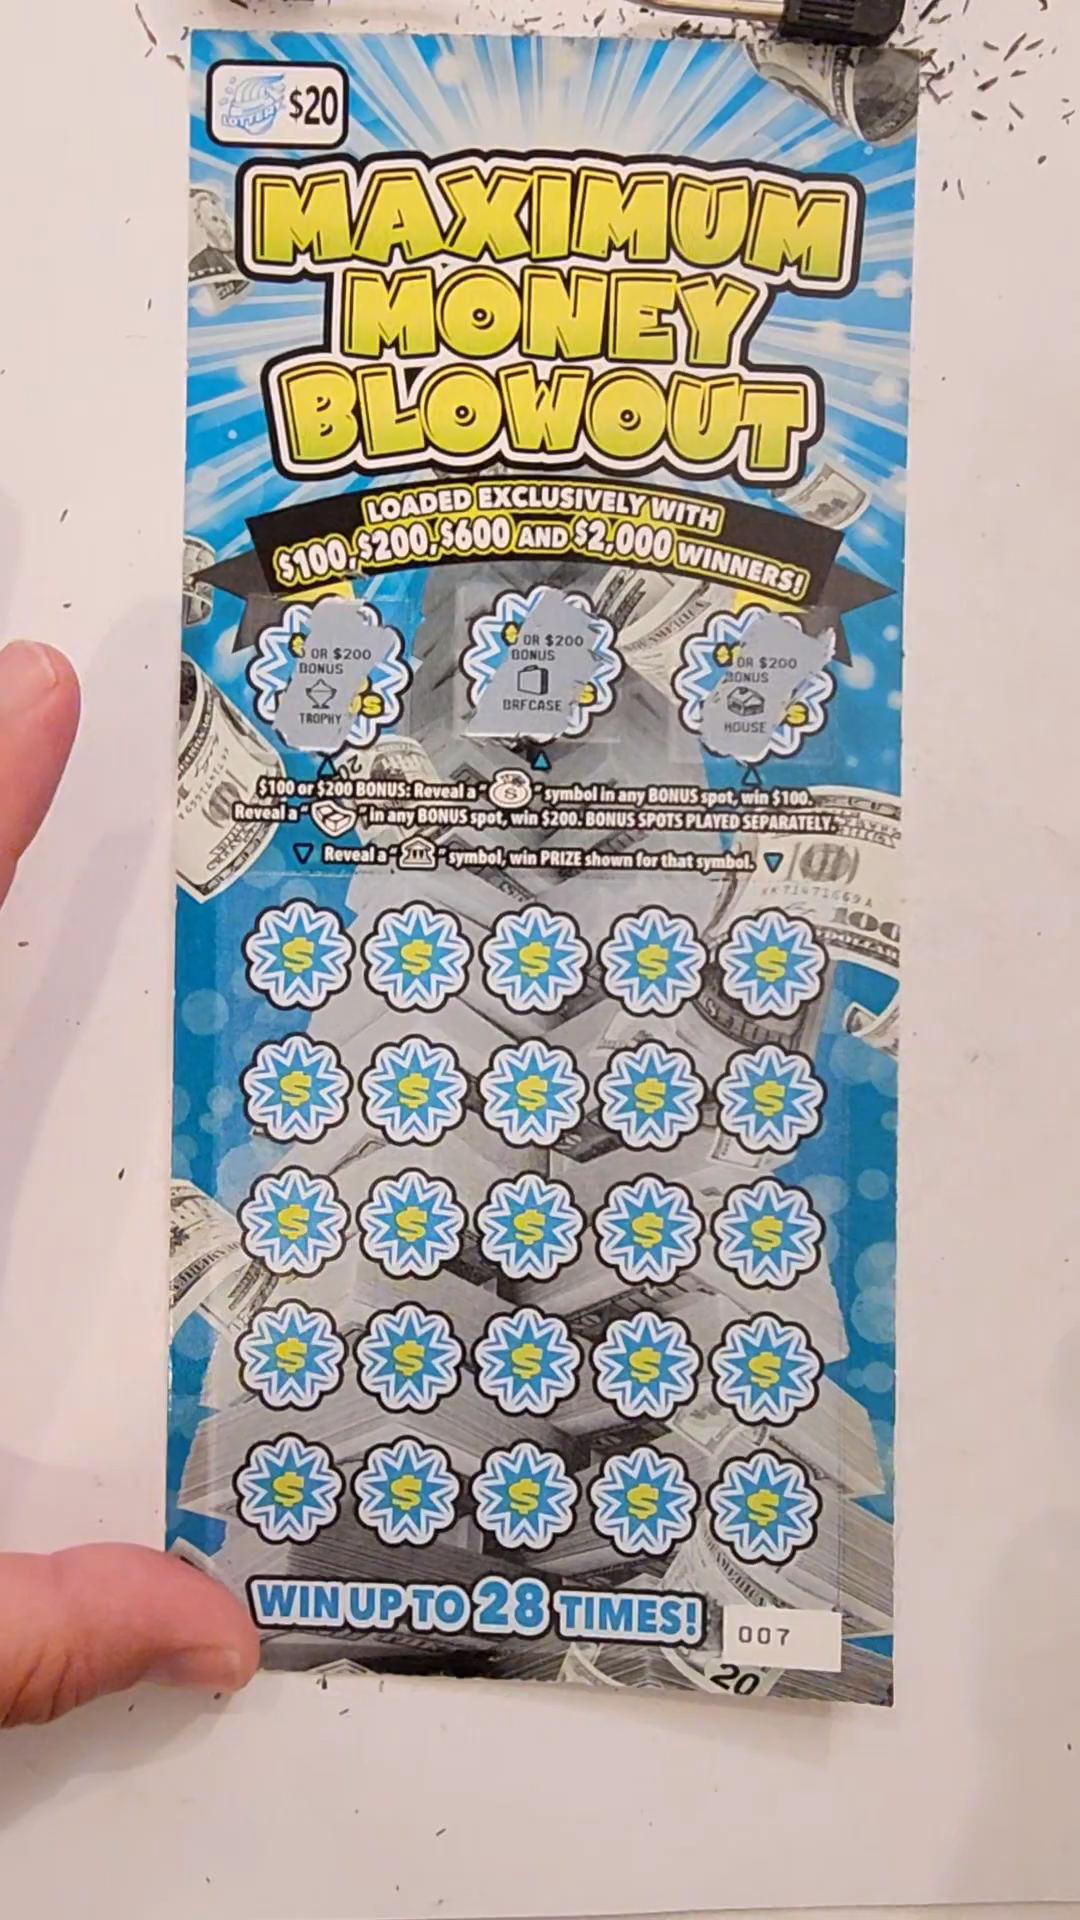 LOTTERY $20
MAXIMUM
MONEY
BLOWOUT
LOADED EXCLUSIVELY WITH
$100, $200, $600 AND $2,000 WINNERS!
OR $200
BONUS
TROPHY
OR $200
BONUS
BRFCASE
OR $200
BONUS
HOUSE
$100 or $200 BONUS: Reveal a " " symbol in any BONUS spot, win $100.
Reveal a " " in any BONUS spot, win $200. BONUS SPOTS PLAYED SEPARATELY.
Reveal a " " symbol, win PRIZE shown for that symbol.
$ $ $ $ $
$ $ $ $ $
$ $ $ $ $
$ $ $ $ $
$ $ $ $ $
WIN UP TO 28 TIMES!
007
20